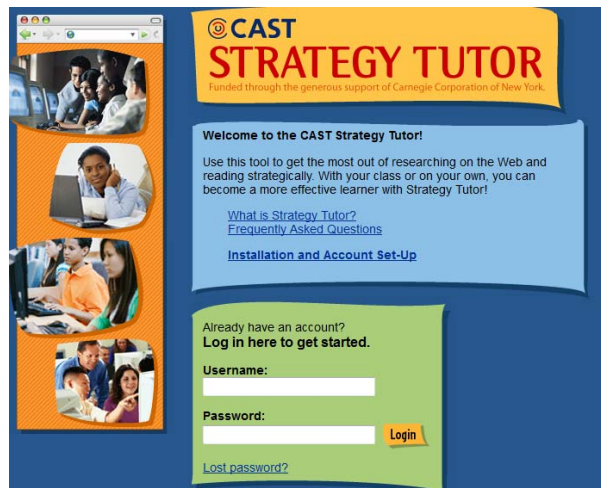 CAST
STRATEGY TUTOR
Funded through the generous support of Carnegie Corporation of New York.
Welcome to the CAST Strategy Tutor!
Use this tool to get the most out of researching on the Web and
reading strategically. With your class or on your own, you can
become a more effective learner with Strategy Tutor!
What is Strategy Tutor?
Frequently Asked Questions
Installation and Account Set-Up
Already have an account?
Log in here to get started.
Username:
Password:
Login
Lost password?